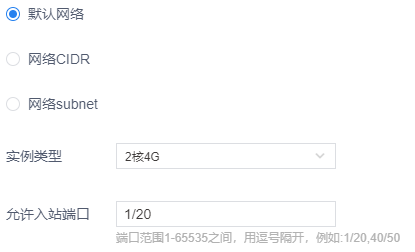 默认网络
网络CIDR
网络subnet
实例类型 2核4G
允许入站端口 1/20
端口范围1-65535之间，用逗号隔开，例如:1/20,40/50